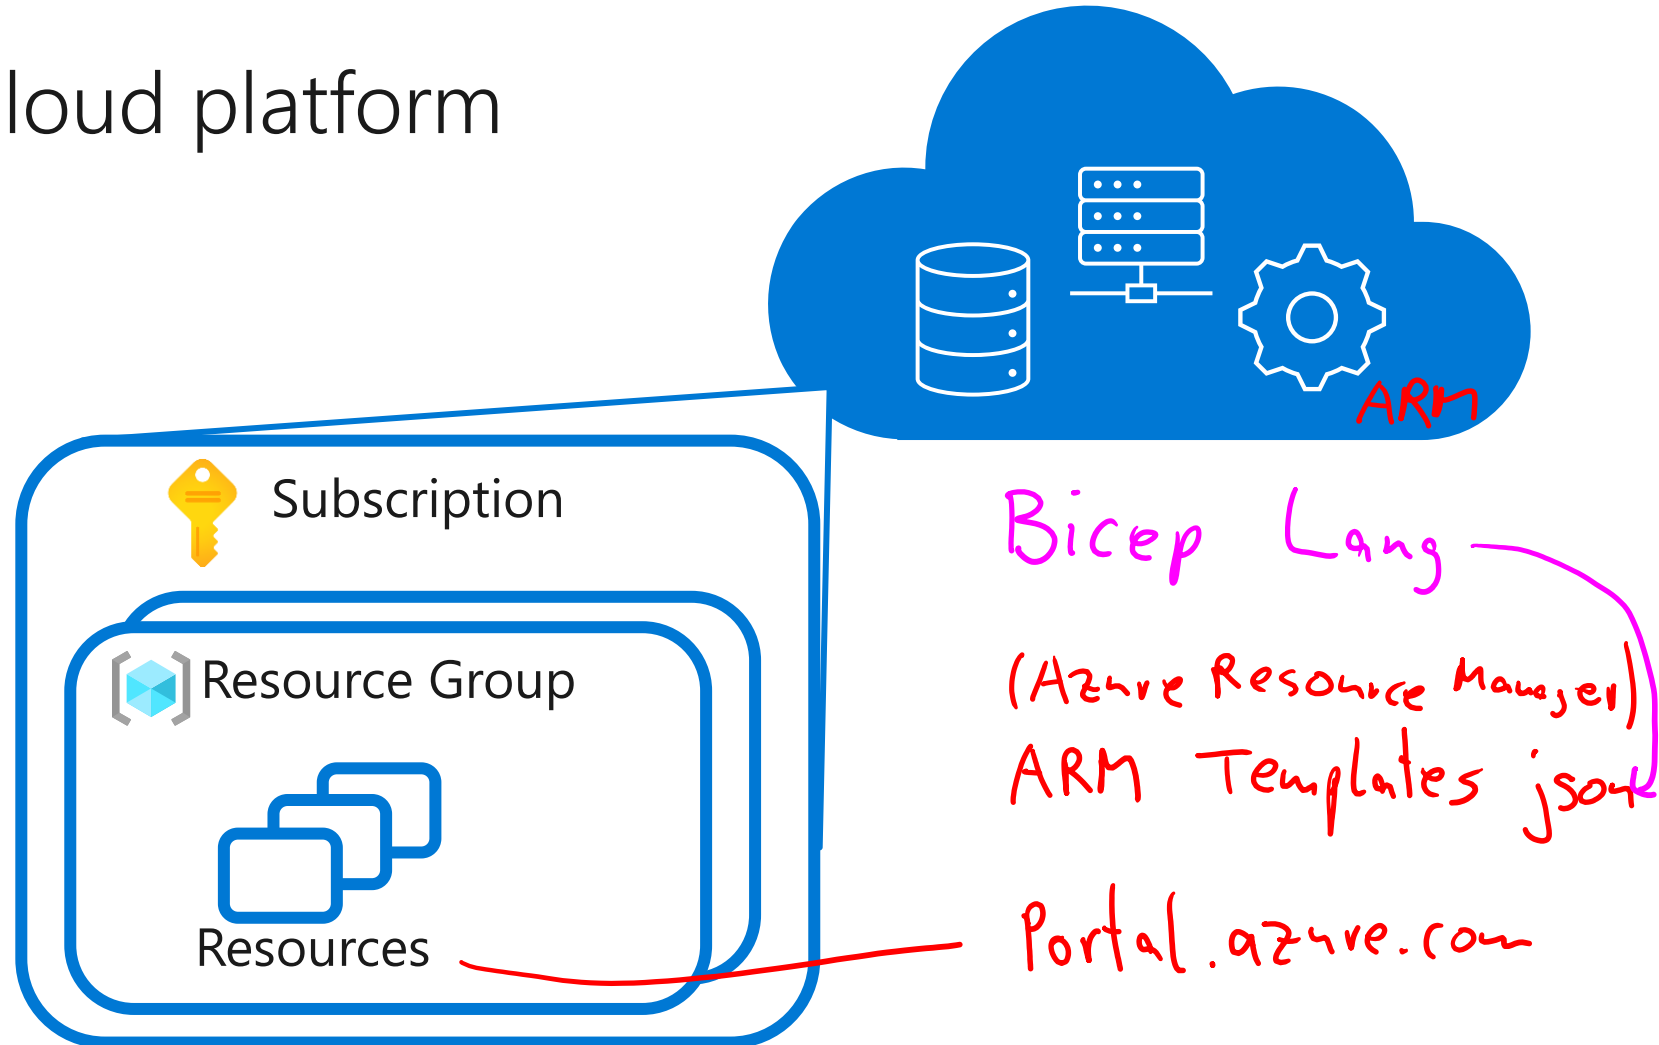 loud platform
ARM
Subscription
Bicep Lang
Resource Group
(Azure Resource Manager)
ARM Templates json
Resources
Portal.azure.com